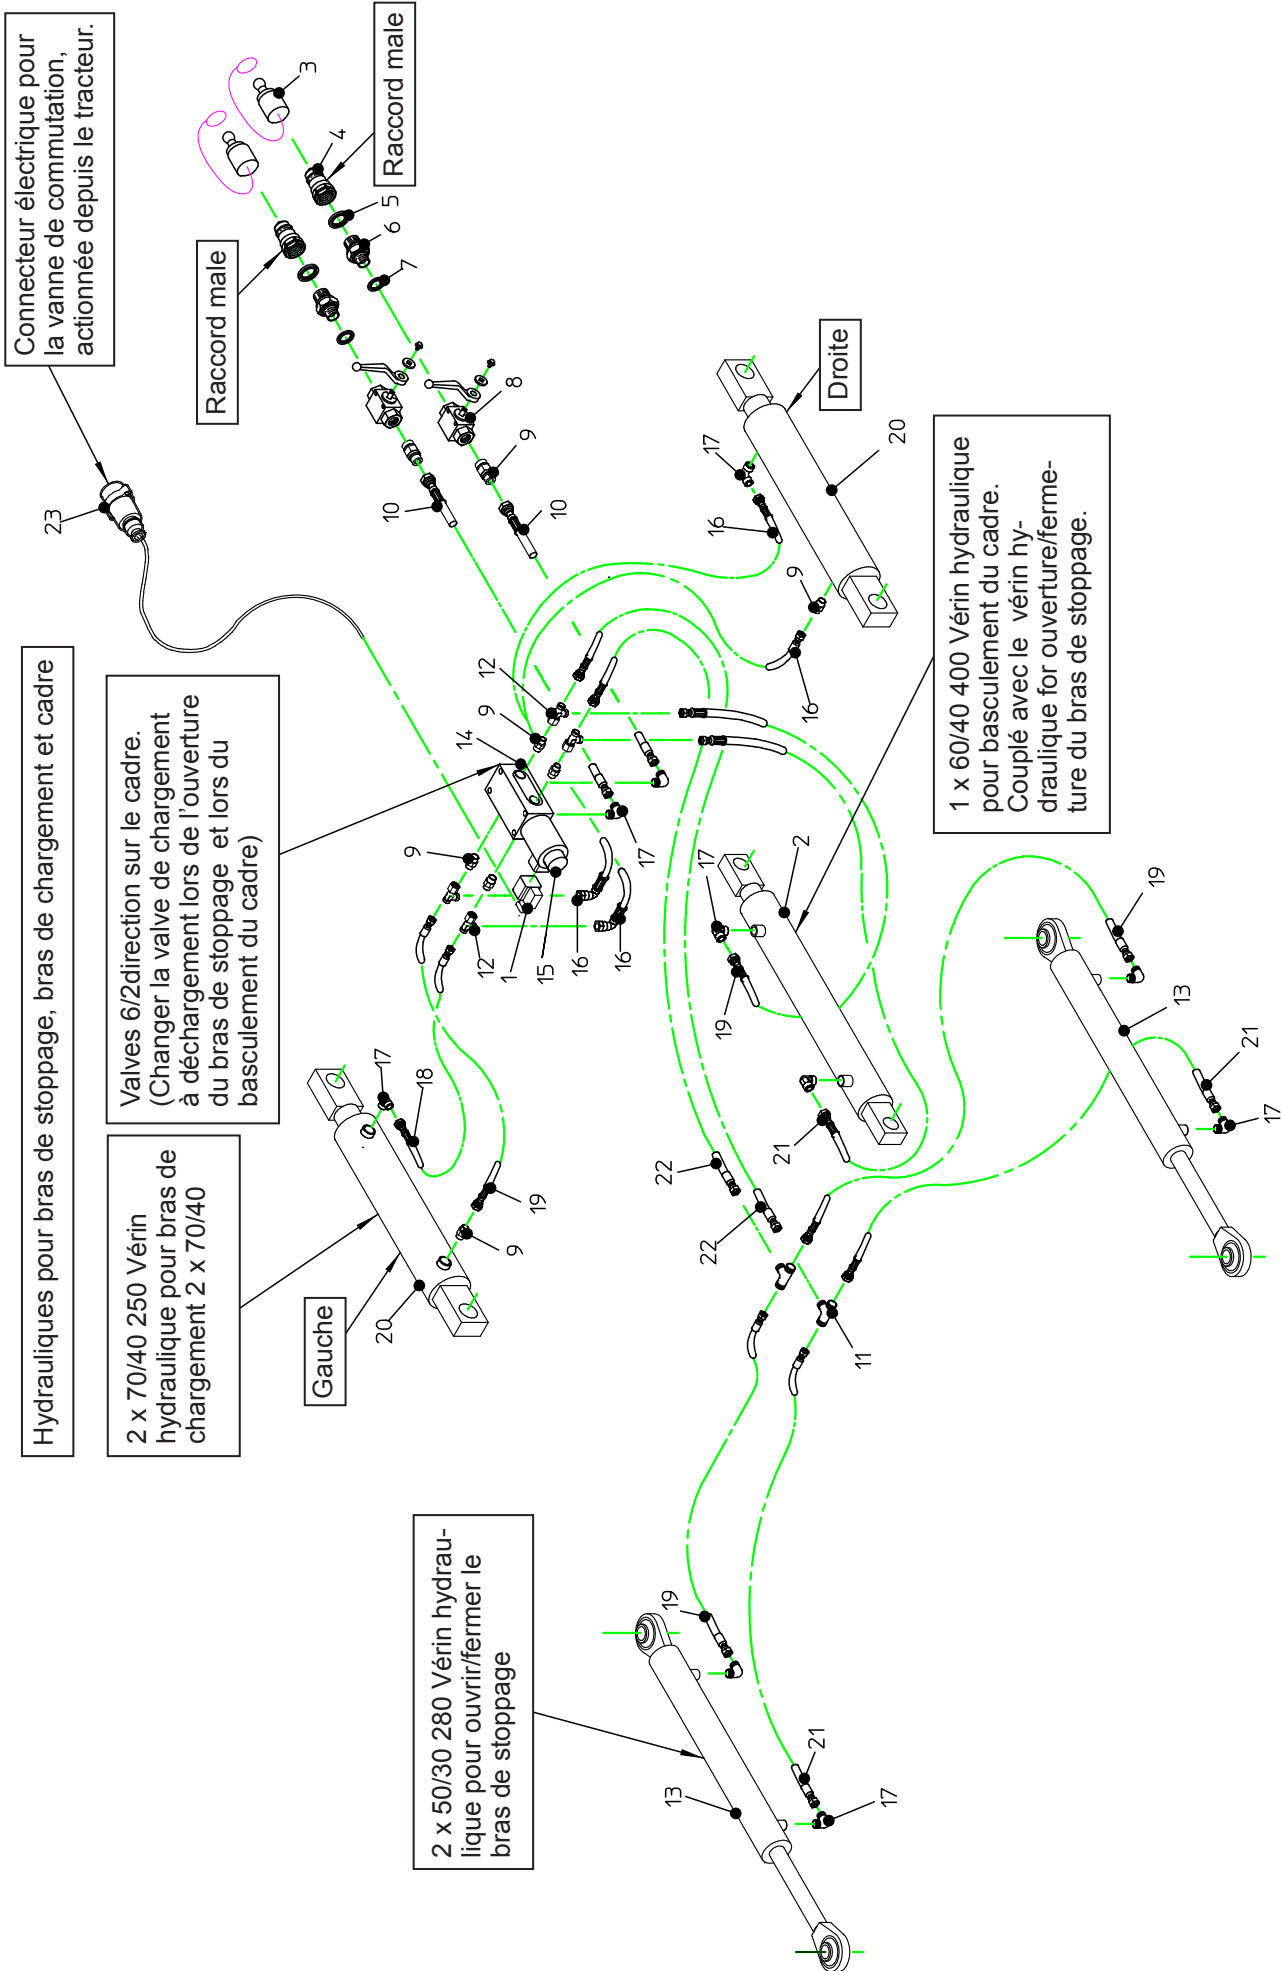 Hydrauliques pour bras de stoppage, bras de chargement et cadre
Connecteur électrique pour
la vanne de commutation,
actionnée depuis le tracteur.
Valves 6/2direction sur le cadre.
(Changer la valve de chargement
à déchargement lors de l'ouverture
du bras de stoppage et lors du
basculement du cadre)
2 x 70/40 250 Vérin
hydraulique pour bras de
chargement 2 x 70/40
Gauche
Raccord male
Raccord male
Droite
1 x 60/40 400 Vérin hydraulique
pour basculement du cadre.
Couplé avec le vérin hy-
draulique for ouverture/ferme-
ture du bras de stoppage.
2 x 50/30 280 Vérin hydrau-
lique pour ouvrir/fermer le
bras de stoppage
23
3
4
5
6
7
8
9
10
10
17
16
20
9
16
12
9
14
9
17
12
1
15
16
16
17
18
19
9
20
17
2
19
21
22
22
11
19
13
21
17
19
13
21
17